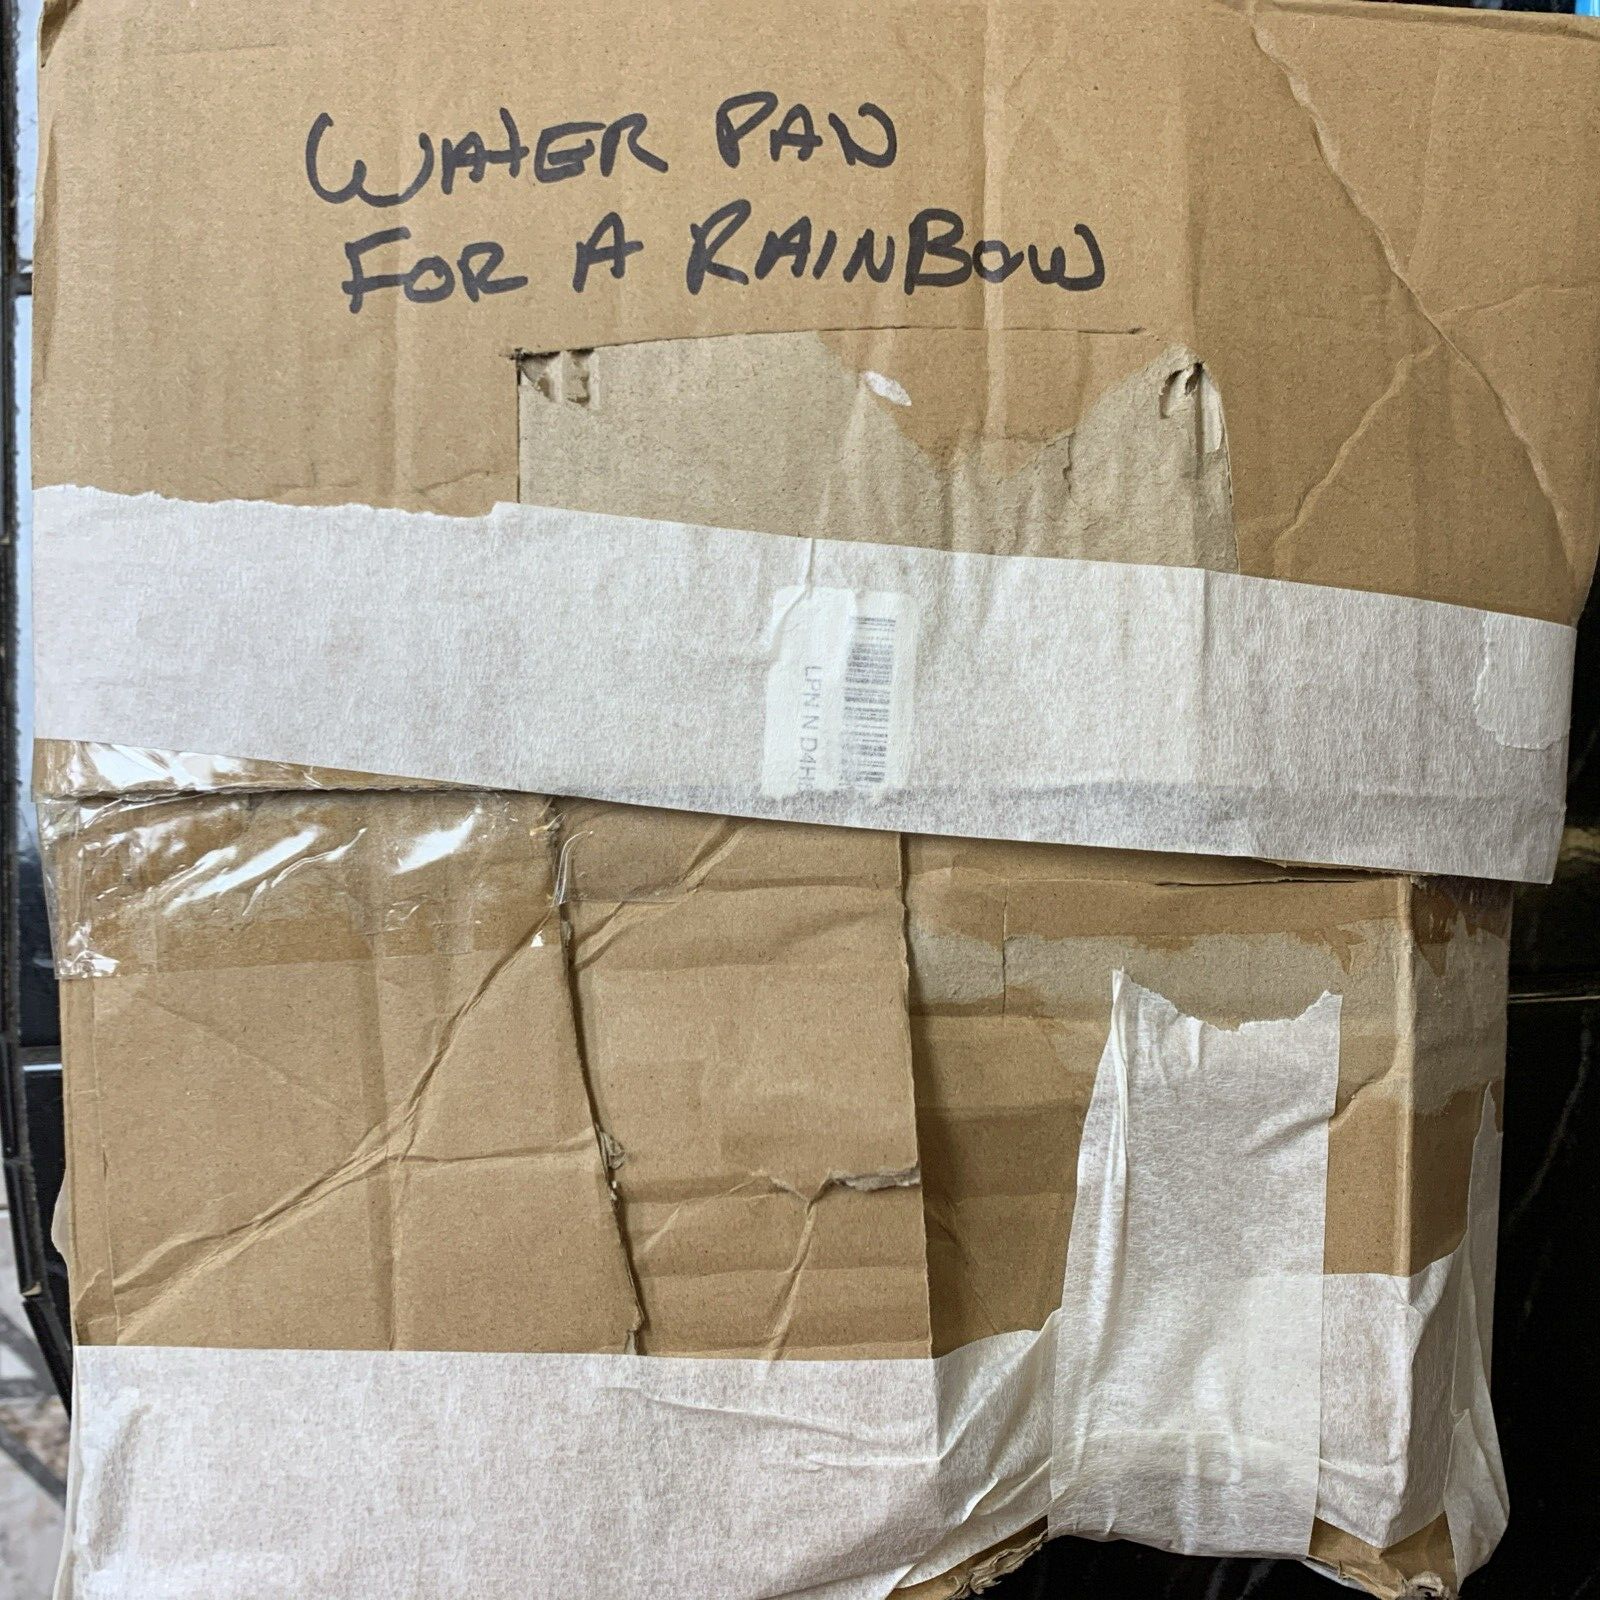 WATER PAN
FOR A RAINBOW
LPN N D4H